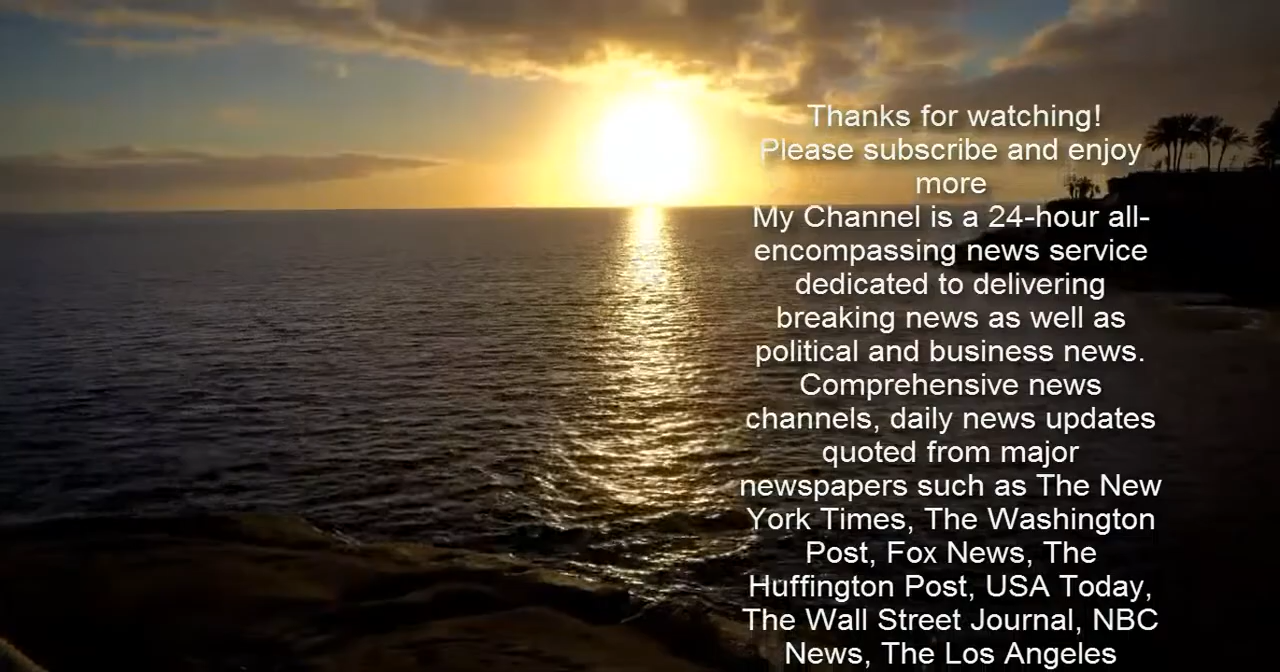 Thanks for watching!
Please subscribe and enjoy
more
My Channel is a 24-hour all-
encompassing news service
dedicated to delivering
breaking news as well as
political and business news.
Comprehensive news
channels, daily news updates
quoted from major
newspapers such as The New
York Times, The Washington
Post, Fox News, The
Huffington Post, USA Today,
The Wall Street Journal, NBC
News, The Los Angeles